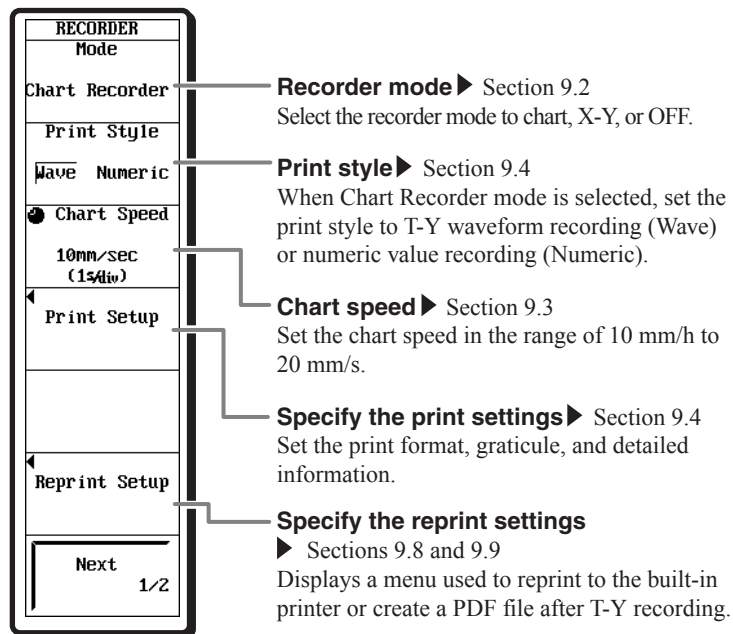 RECORDER
Mode
Chart Recorder
Print Style
Wave Numeric
Chart Speed
10mm/sec
(1s/div)
Print Setup
Reprint Setup
Next
1/2
Recorder mode▶ Section 9.2
Select the recorder mode to chart, X-Y, or OFF.
Print style▶ Section 9.4
When Chart Recorder mode is selected, set the
print style to T-Y waveform recording (Wave)
or numeric value recording (Numeric).
Chart speed▶ Section 9.3
Set the chart speed in the range of 10 mm/h to
20 mm/s.
Specify the print settings▶ Section 9.4
Set the print format, graticule, and detailed
information.
Specify the reprint settings
▶ Sections 9.8 and 9.9
Displays a menu used to reprint to the built-in
printer or create a PDF file after T-Y recording.